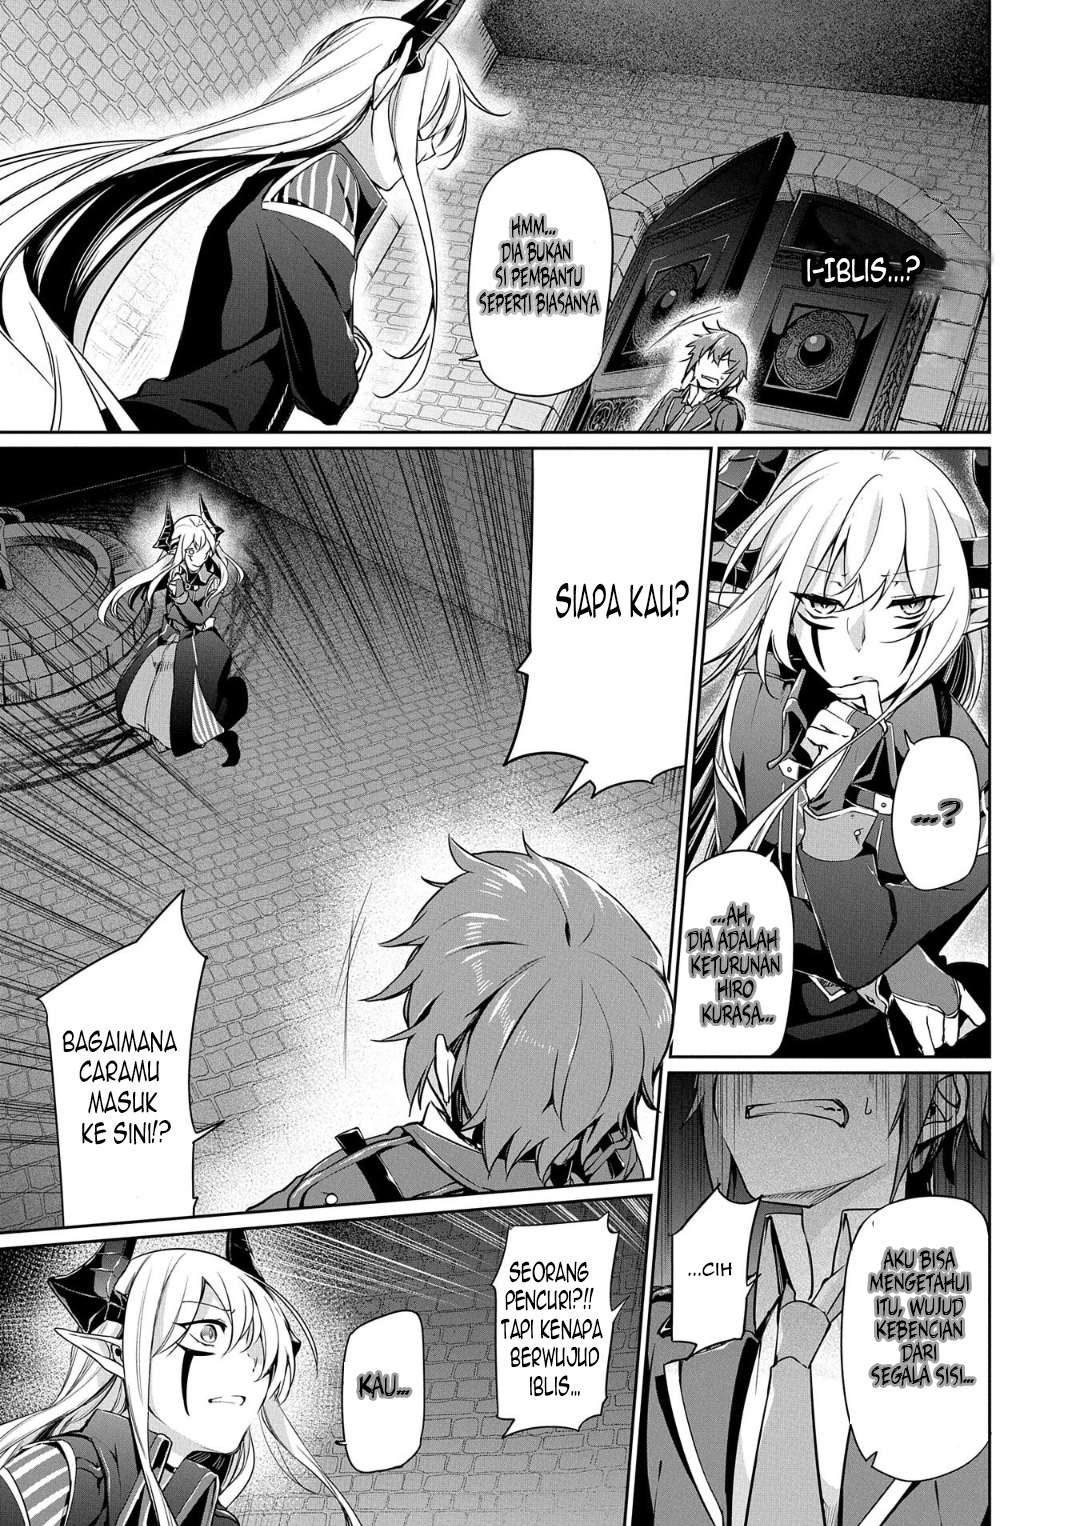 I-IBLIS...?
HMM...
DIA BUKAN
SI PEMBANTU
SEPERTI BIASANYA
...?
...AH,
DIA ADALAH
KETURUNAN
HIRO
KURASA...
SIAPA KAU?
BAGAIMANA
CARAMU
MASUK
KE SINI!?
AKU BISA
MENGETAHUI
ITU, WUJUD
KEBENCIAN
DARI
SEGALA SISI...
...CIH
SEORANG
PENCURI?!!
TAPI KENAPA
BERWUJUD
IBLIS...
KAU...